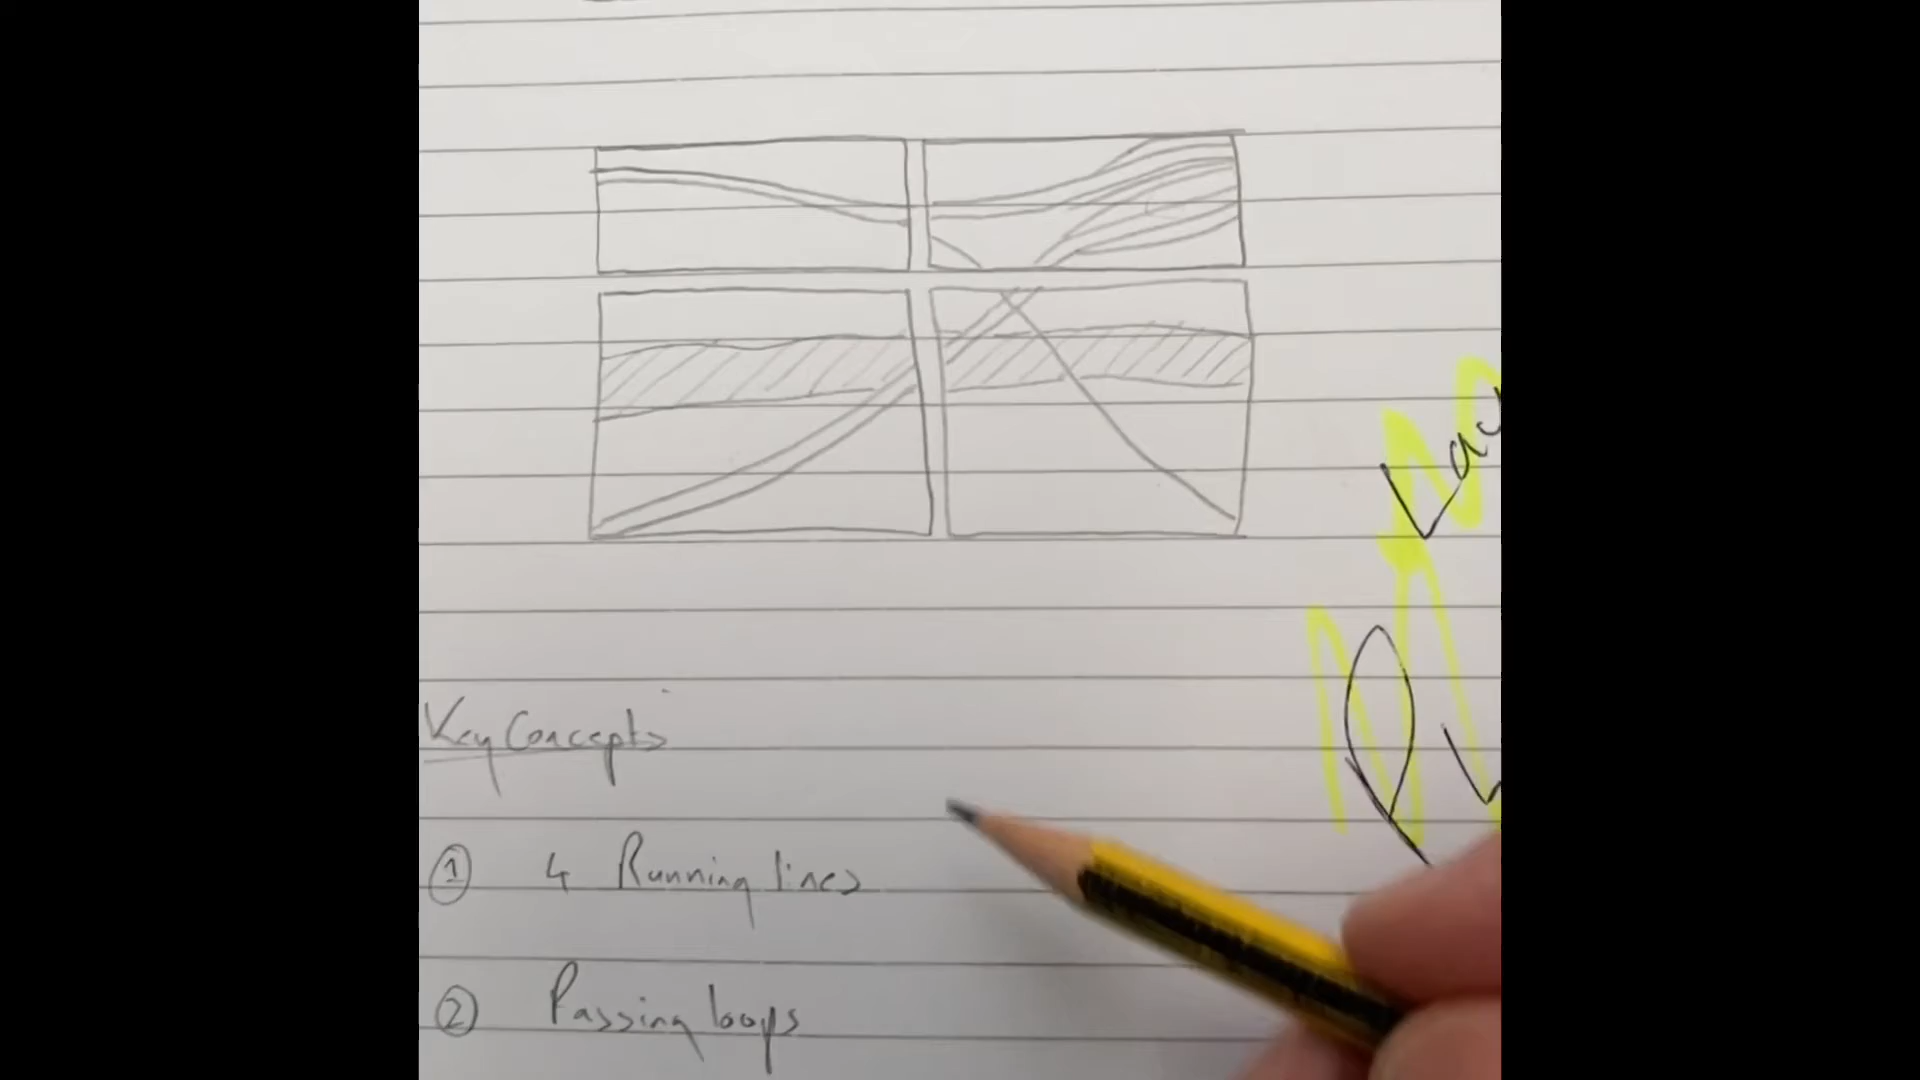 Key Concepts
① 4 Running lines
② Passing loops